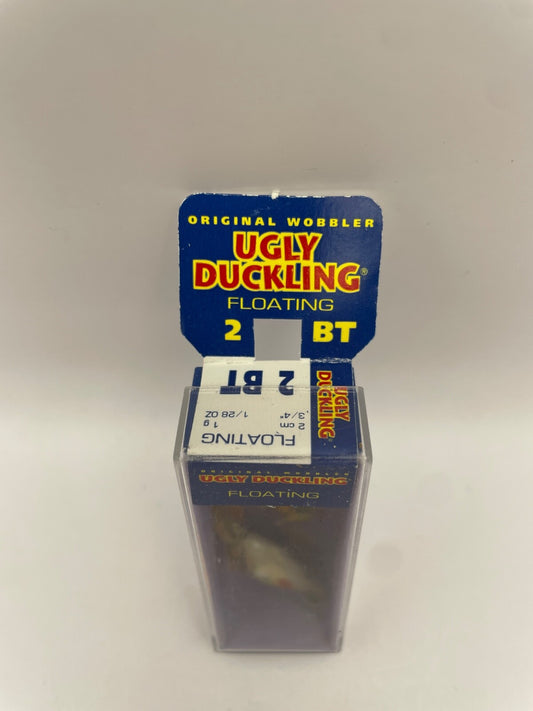 ORIGINAL WOBBLER
UGLY
DUCKLING®
FLOATING
2 BT
2 BT
UGLY
DUCKLING
2 cm 1 g
3/4" 1/28 OZ
FLOATING
ORIGINAL WOBBLER
UGLY DUCKLING
FLOATING